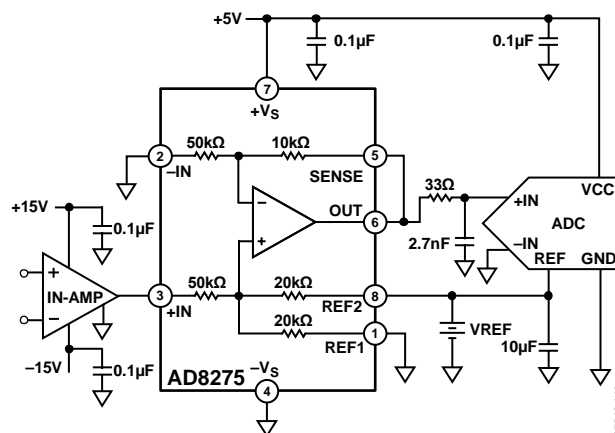 +5V
0.1µF
0.1µF
7
+VS
50kΩ
10kΩ
2
5
–IN
SENSE
33Ω
VCC
+IN
ADC
–
OUT
6
+15V
0.1µF
+
2.7nF
–IN
REF
GND
+
IN-AMP
–
50kΩ
20kΩ
3
8
+IN
REF2
20kΩ
1
REF1
VREF
10µF
–15V
0.1µF
–VS
AD8275
4